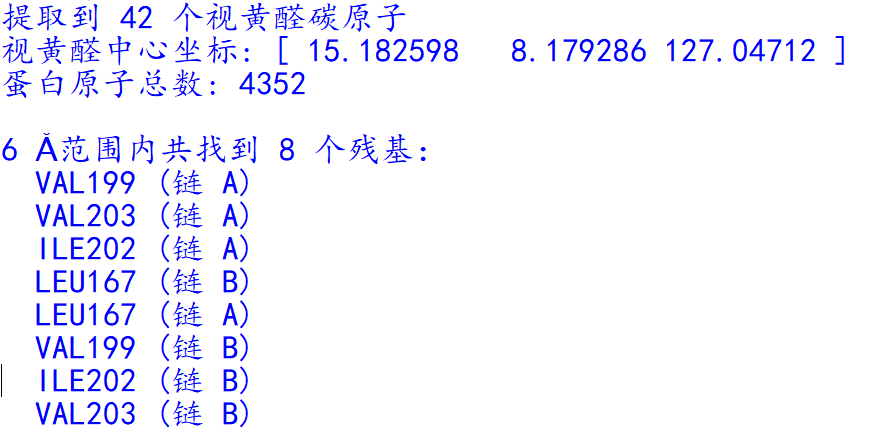 提取到 42 个视黄醛碳原子
视黄醛中心坐标: [ 15.182598   8.179286 127.04712 ]
蛋白原子总数: 4352
6 Å范围内共找到 8 个残基:
VAL199 (链 A)
VAL203 (链 A)
ILE202 (链 A)
LEU167 (链 B)
LEU167 (链 A)
VAL199 (链 B)
ILE202 (链 B)
VAL203 (链 B)